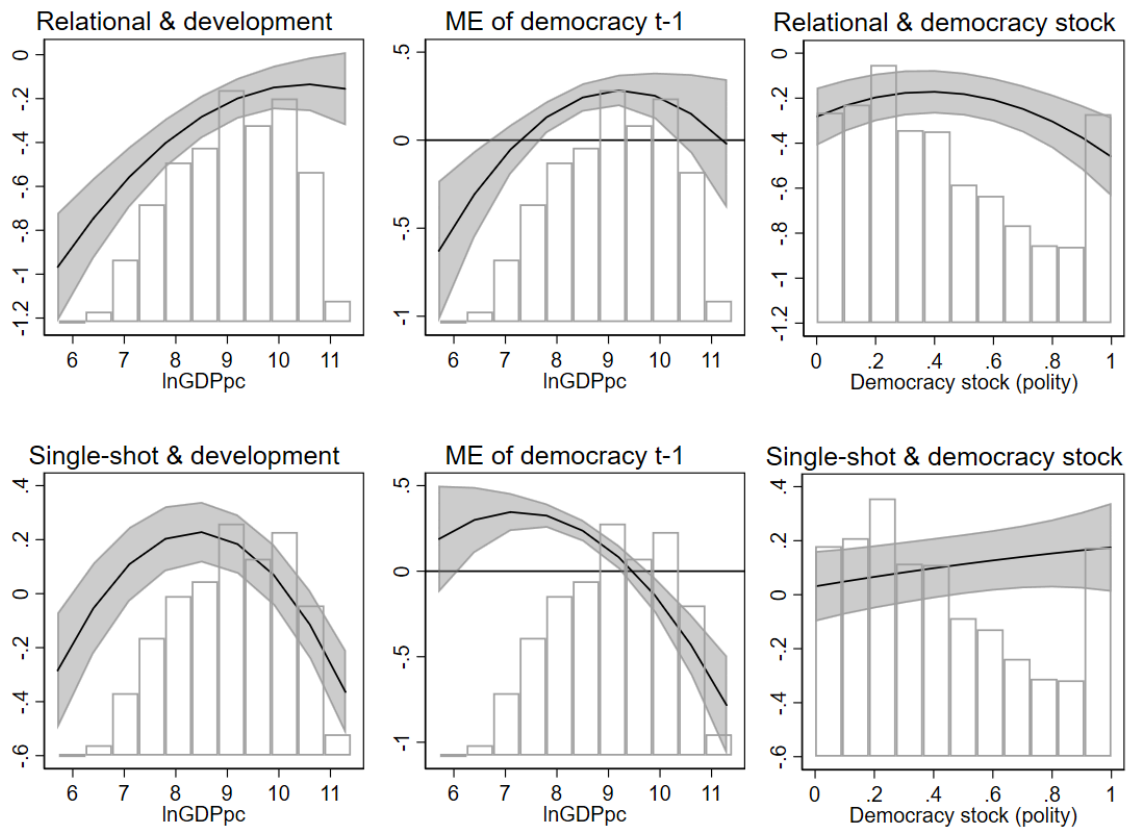 Relational & development
0
-.2
-.4
-.6
-.8
-1
-1.2
6 7 8 9 10 11
lnGDPpc
ME of democracy t-1
.5
0
-.5
-1
6 7 8 9 10 11
lnGDPpc
Relational & democracy stock
0
-.2
-.4
-.6
-.8
-1
-1.2
0 .2 .4 .6 .8 1
Democracy stock (polity)
Single-shot & development
.4
.2
0
-.2
-.4
-.6
6 7 8 9 10 11
lnGDPpc
ME of democracy t-1
.5
0
-.5
-1
6 7 8 9 10 11
lnGDPpc
Single-shot & democracy stock
.4
.2
0
-.2
-.4
-.6
0 .2 .4 .6 .8 1
Democracy stock (polity)